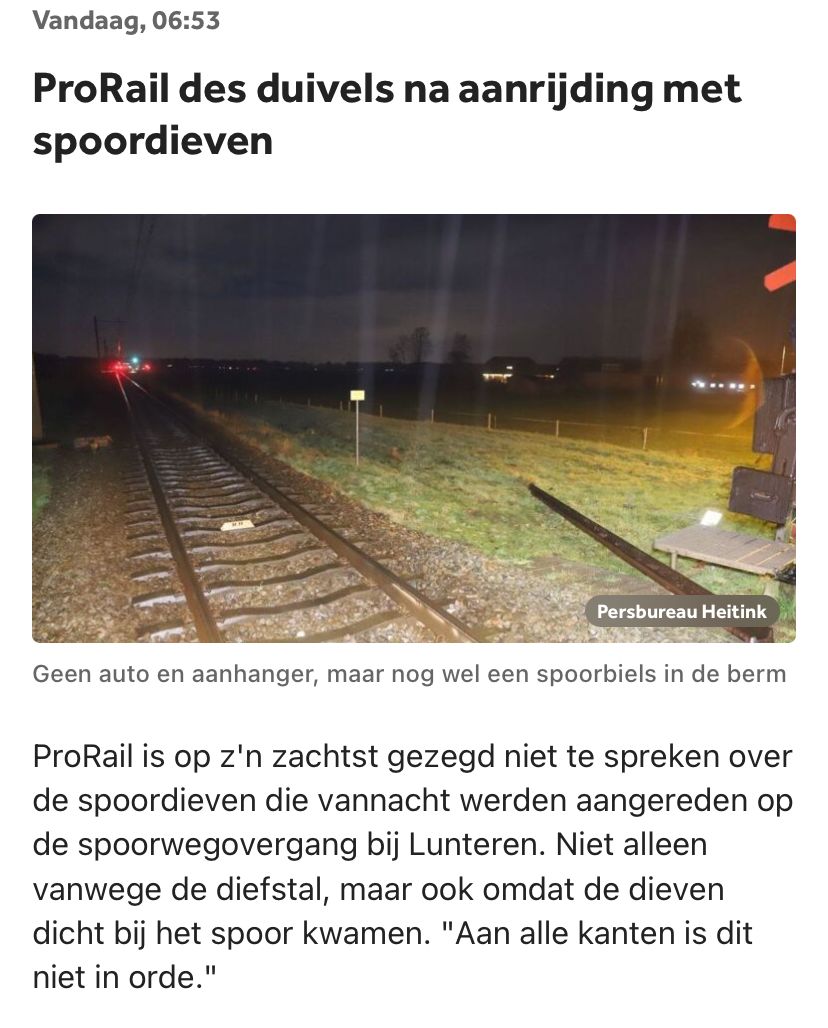 Vandaag, 06:53
ProRail des duivels na aanrijding met
spoordieven
Persbureau Heitink
Geen auto en aanhanger, maar nog wel een spoorbiels in de berm
ProRail is op z'n zachtst gezegd niet te spreken over
de spoordieven die vannacht werden aangereden op
de spoorwegovergang bij Lunteren. Niet alleen
vanwege de diefstal, maar ook omdat de dieven
dicht bij het spoor kwamen. "Aan alle kanten is dit
niet in orde."